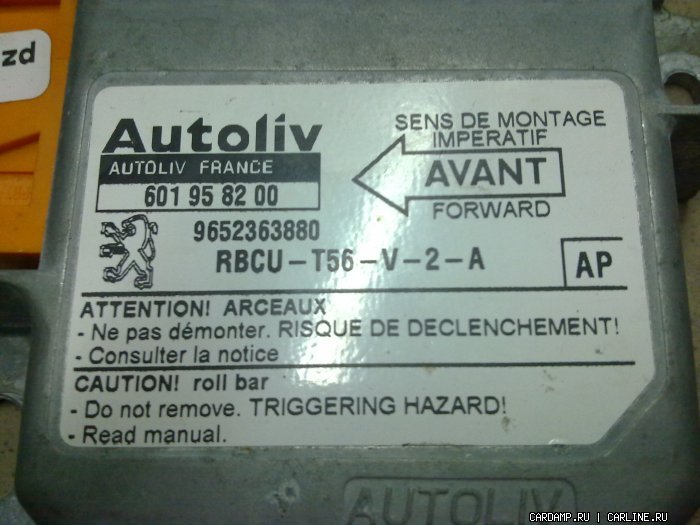 zd
Autoliv
AUTOLIV FRANCE
601 95 82 00
SENS DE MONTAGE
IMPERATIF
AVANT
FORWARD
9652363880
RBCU-T56-V-2-A
AP
ATTENTION! ARCEAUX
- Ne pas démonter. RISQUE DE DECLENCHEMENT!
- Consulter la notice
CAUTION! roll bar
- Do not remove. TRIGGERING HAZARD!
- Read manual.
AUTOLIV
CARDAMP.RU | CARLINE.RU